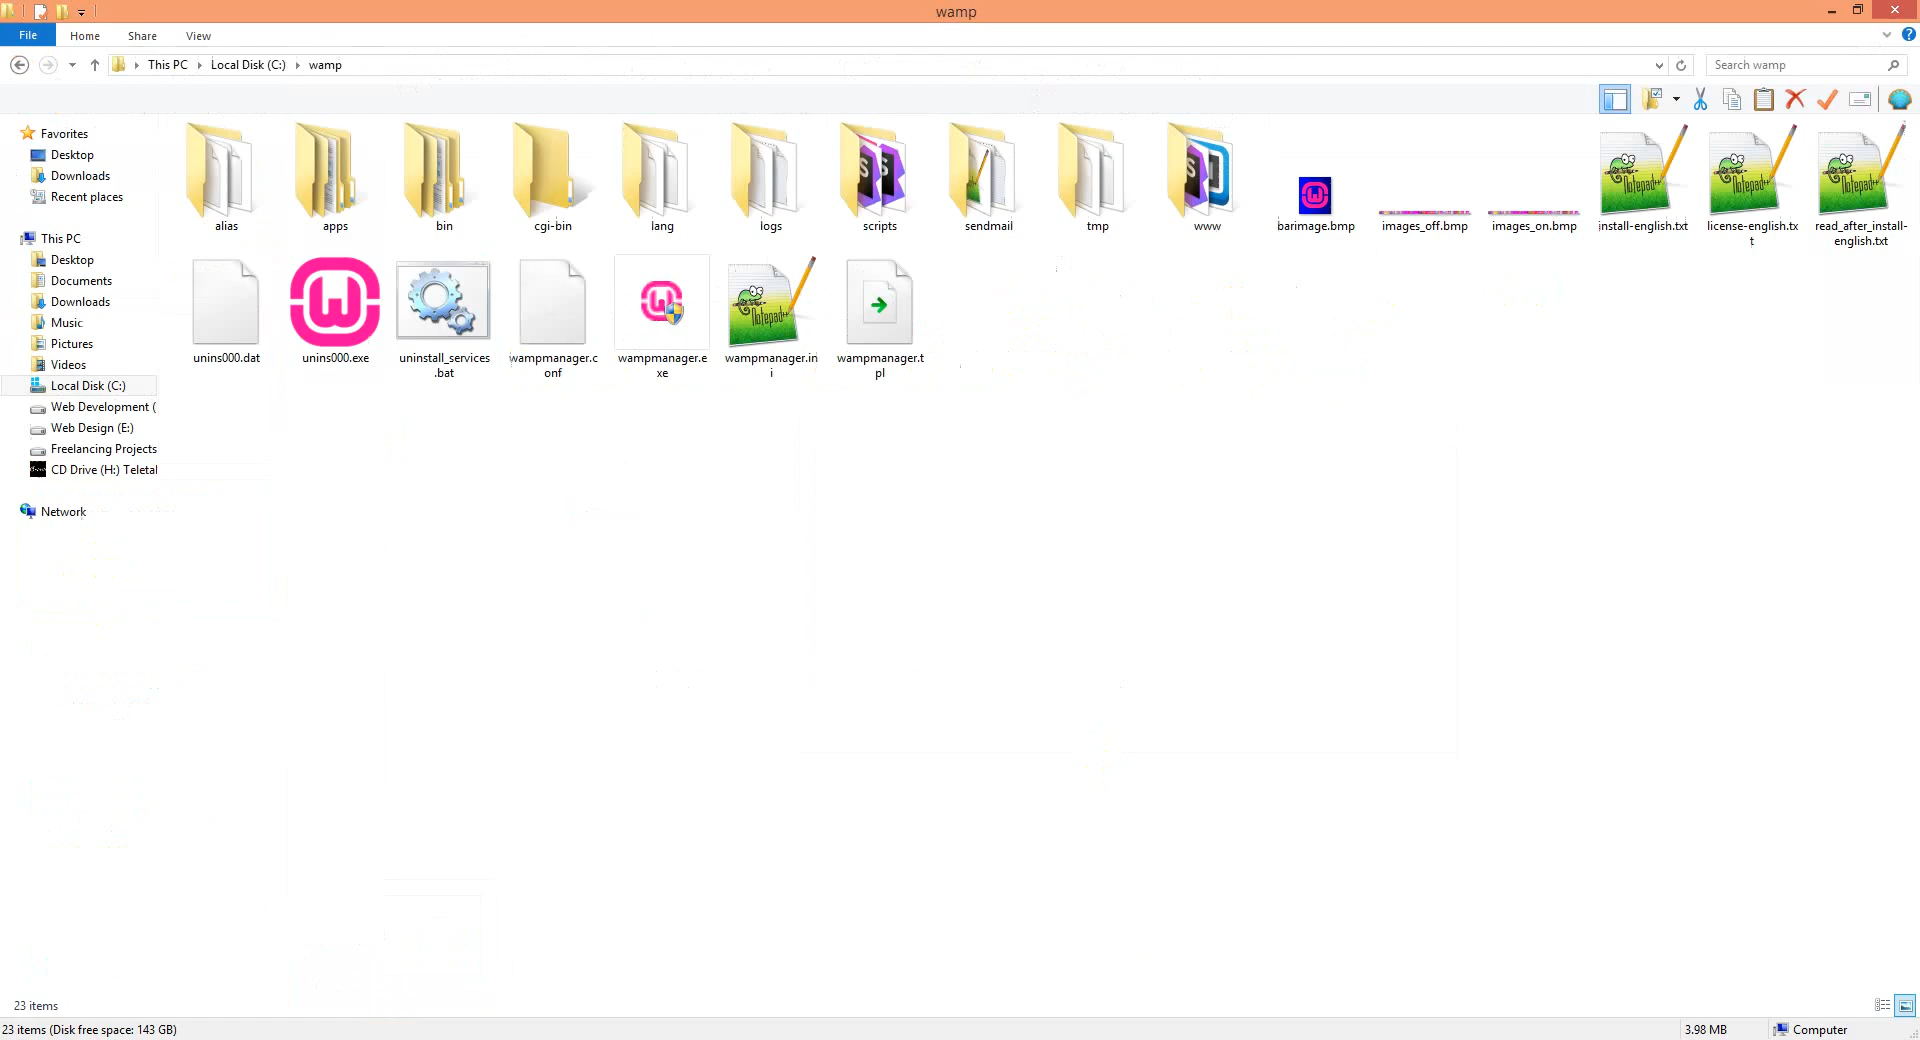 wamp
File
Home
Share
View
This PC
Local Disk (C:)
wamp
Search wamp
Favorites
Desktop
Downloads
Recent places
This PC
Desktop
Documents
Downloads
Music
Pictures
Videos
Local Disk (C:)
Web Development (
Web Design (E:)
Freelancing Projects
CD Drive (H:) Teletal
Network
alias
apps
bin
cgi-bin
lang
logs
scripts
sendmail
tmp
www
barimage.bmp
images_off.bmp
images_on.bmp
install-english.txt
license-english.tx
t
read_after_install-
english.txt
unins000.dat
unins000.exe
uninstall_services
.bat
wampmanager.c
onf
wampmanager.e
xe
wampmanager.in
i
wampmanager.t
pl
Notepad++
Notepad++
Notepad++
Notepad++
23 items
23 items (Disk free space: 143 GB)
3.98 MB
Computer